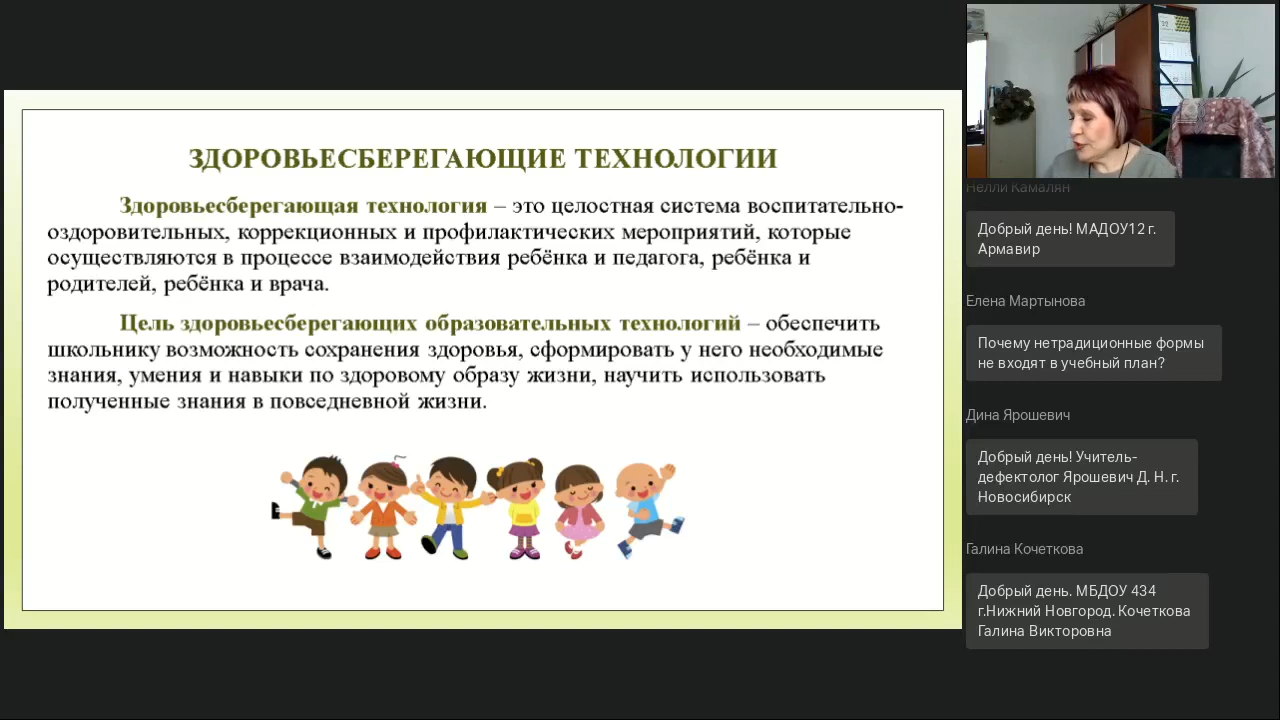 ЗДОРОВЬЕСБЕРЕГАЮЩИЕ ТЕХНОЛОГИИ
Здоровьесберегающая технология – это целостная система воспитательно-
оздоровительных, коррекционных и профилактических мероприятий, которые
осуществляются в процессе взаимодействия ребёнка и педагога, ребёнка и
родителей, ребёнка и врача.
Цель здоровьесберегающих образовательных технологий – обеспечить
школьнику возможность сохранения здоровья, сформировать у него необходимые
знания, умения и навыки по здоровому образу жизни, научить использовать
полученные знания в повседневной жизни.
Нелли Камалян
Добрый день! МАДОУ12 г.
Армавир
Елена Мартынова
Почему нетрадиционные формы
не входят в учебный план?
Дина Ярошевич
Добрый день! Учитель-
дефектолог Ярошевич Д. Н. г.
Новосибирск
Галина Кочеткова
Добрый день. МБДОУ 434
г.Нижний Новгород. Кочеткова
Галина Викторовна